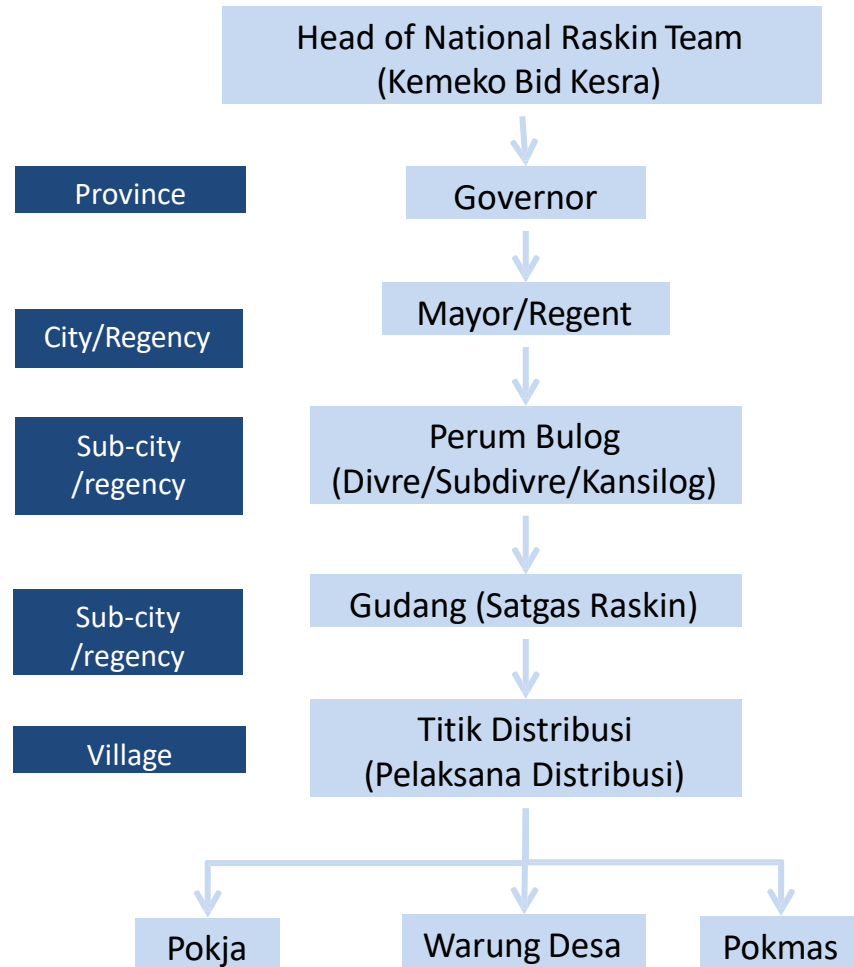 Head of National Raskin Team
(Kemeko Bid Kesra)
Province
Governor
City/Regency
Mayor/Regent
Sub-city
/regency
Perum Bulog
(Divre/Subdivre/Kansilog)
Sub-city
/regency
Gudang (Satgas Raskin)
Village
Titik Distribusi
(Pelaksana Distribusi)
Pokja
Warung Desa
Pokmas